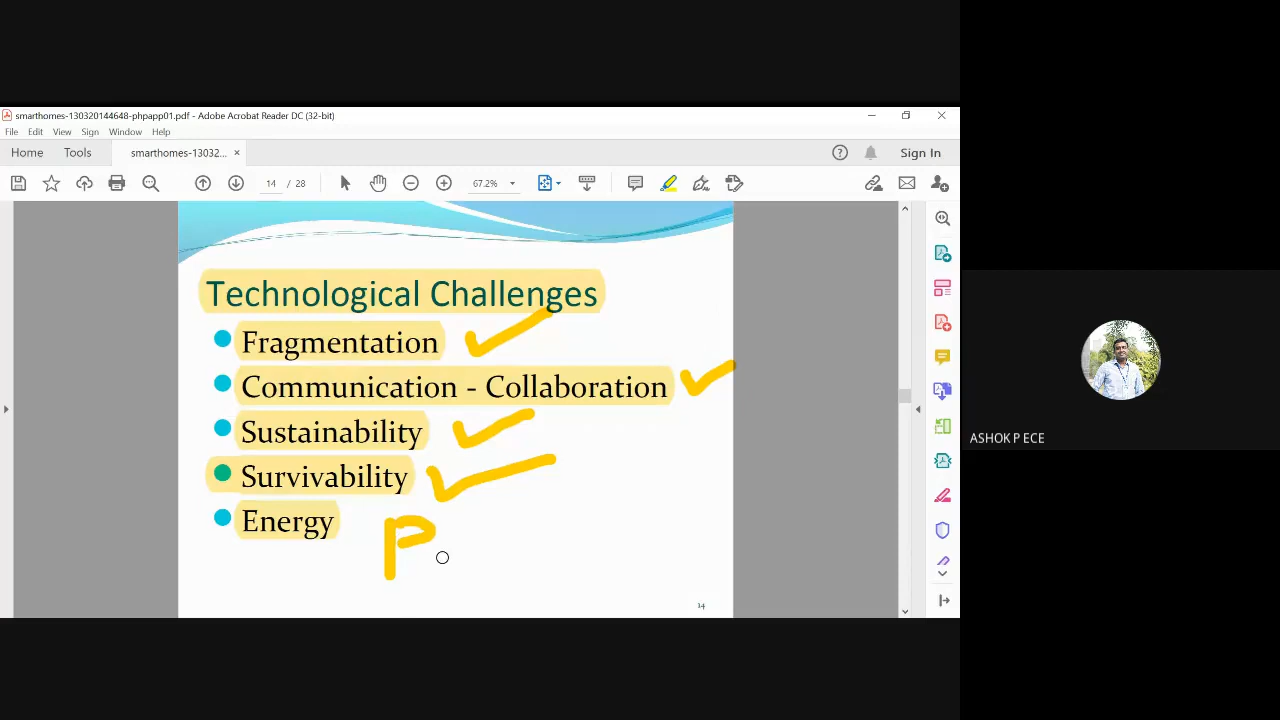 smarthomes-130320144648-phpapp01.pdf - Adobe Acrobat Reader DC (32-bit)
File Edit View Sign Window Help
Home Tools smarthomes-13032... × Sign In
14 / 28 67.2%
Technological Challenges
Fragmentation
Communication - Collaboration
Sustainability
Survivability
Energy
P
14
ASHOK P ECE